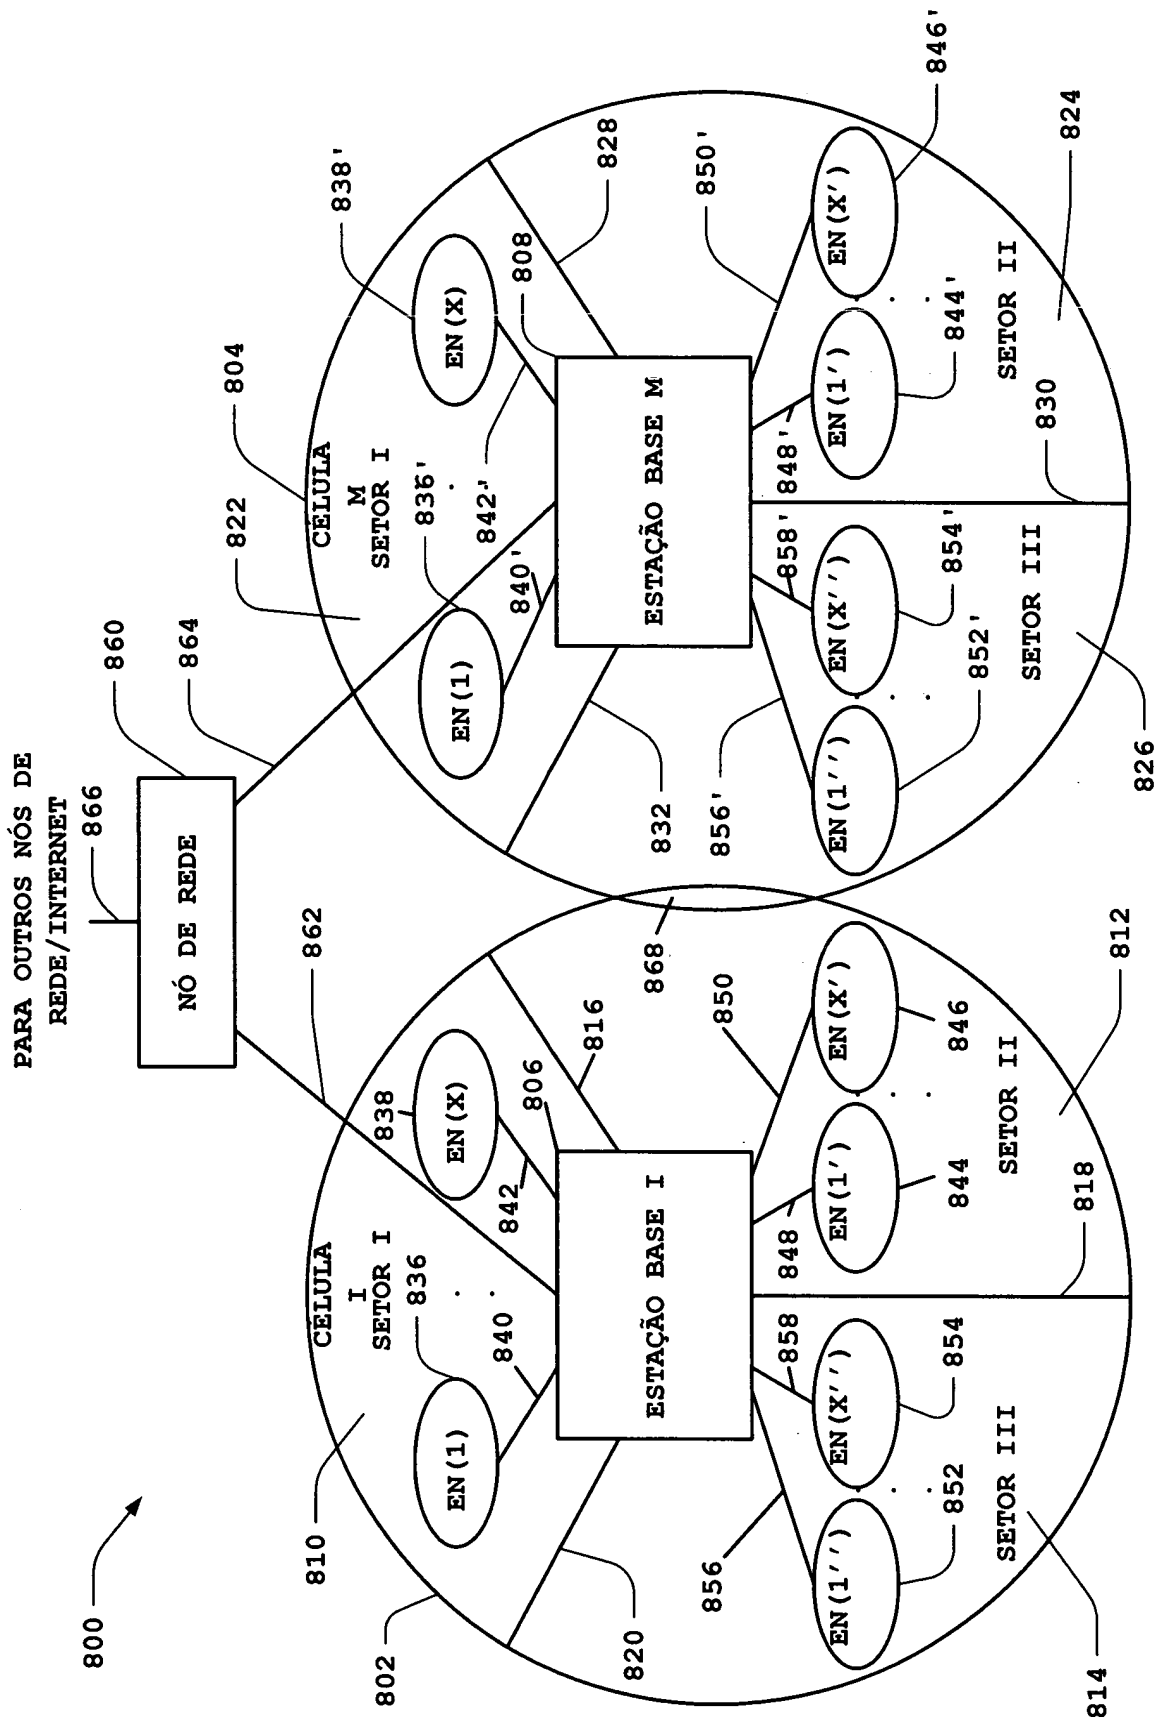 PARA OUTROS NÓS DE
REDE/INTERNET
866
860
NÓ DE REDE
864
862
800
802
810
CÉLULA
I
SETOR I
836
838
EN(1)
EN(X)
840
842
806
816
820
ESTAÇÃO BASE I
868
856
858
848
850
EN(1'')
EN(X'')
EN(1')
EN(X')
852
854
844
846
SETOR III
SETOR II
814
818
812
804
822
CÉLULA
M
SETOR I
836'
838'
EN(1)
EN(X)
840'
842'
808
828
832
ESTAÇÃO BASE M
856'
858'
848'
850'
EN(1'')
EN(X'')
EN(1')
EN(X')
852'
854'
844'
846'
SETOR III
SETOR II
826
830
824